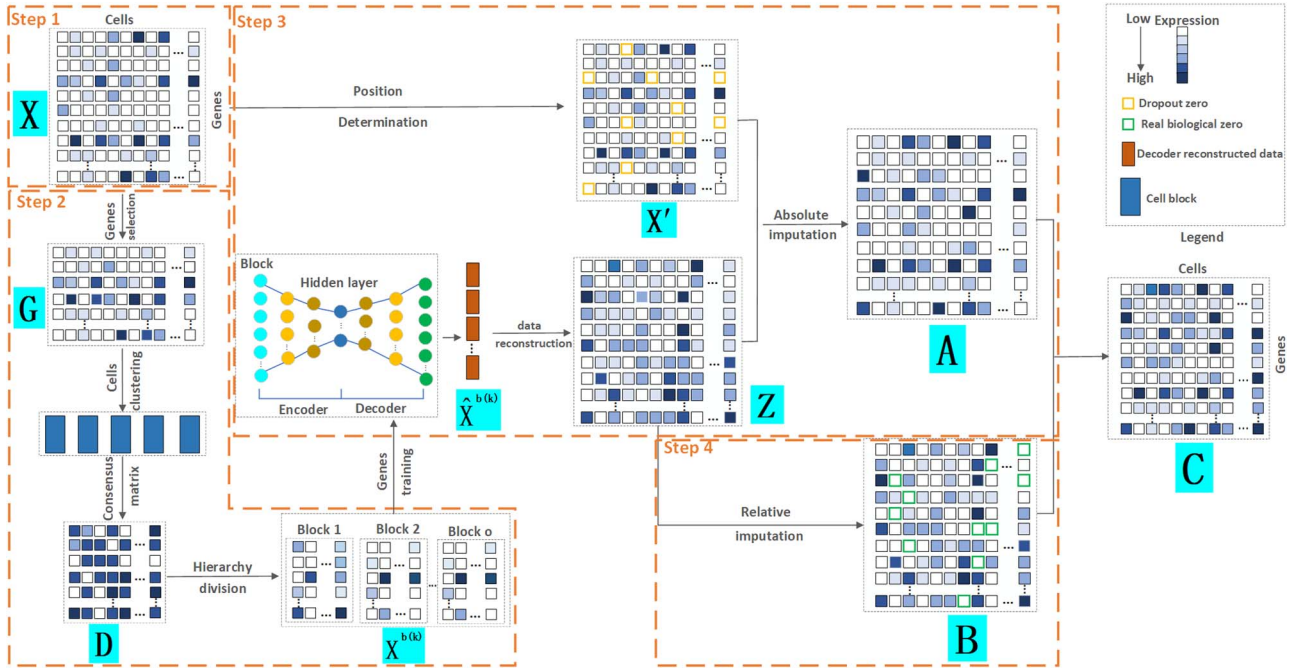 Step 1
Cells
...
...
X
Genes
Step 2
Genes
selection
...
...
G
Cells
clustering
Consensus
matrix
...
...
...
D
Hierarchy
division
Block 1
Block 2
Block o
...
...
...
...
X b(k)
Genes
training
Step 3
Position
Determination
...
...
X′
Block
Hidden layer
Encoder
Decoder
X̂ b(k)
data
reconstruction
...
...
Z
Absolute
imputation
...
...
A
Step 4
Relative
imputation
...
...
...
B
Low
Expression
High
Dropout zero
Real biological zero
Decoder reconstructed data
Cell block
Legend
Cells
...
...
...
Genes
C